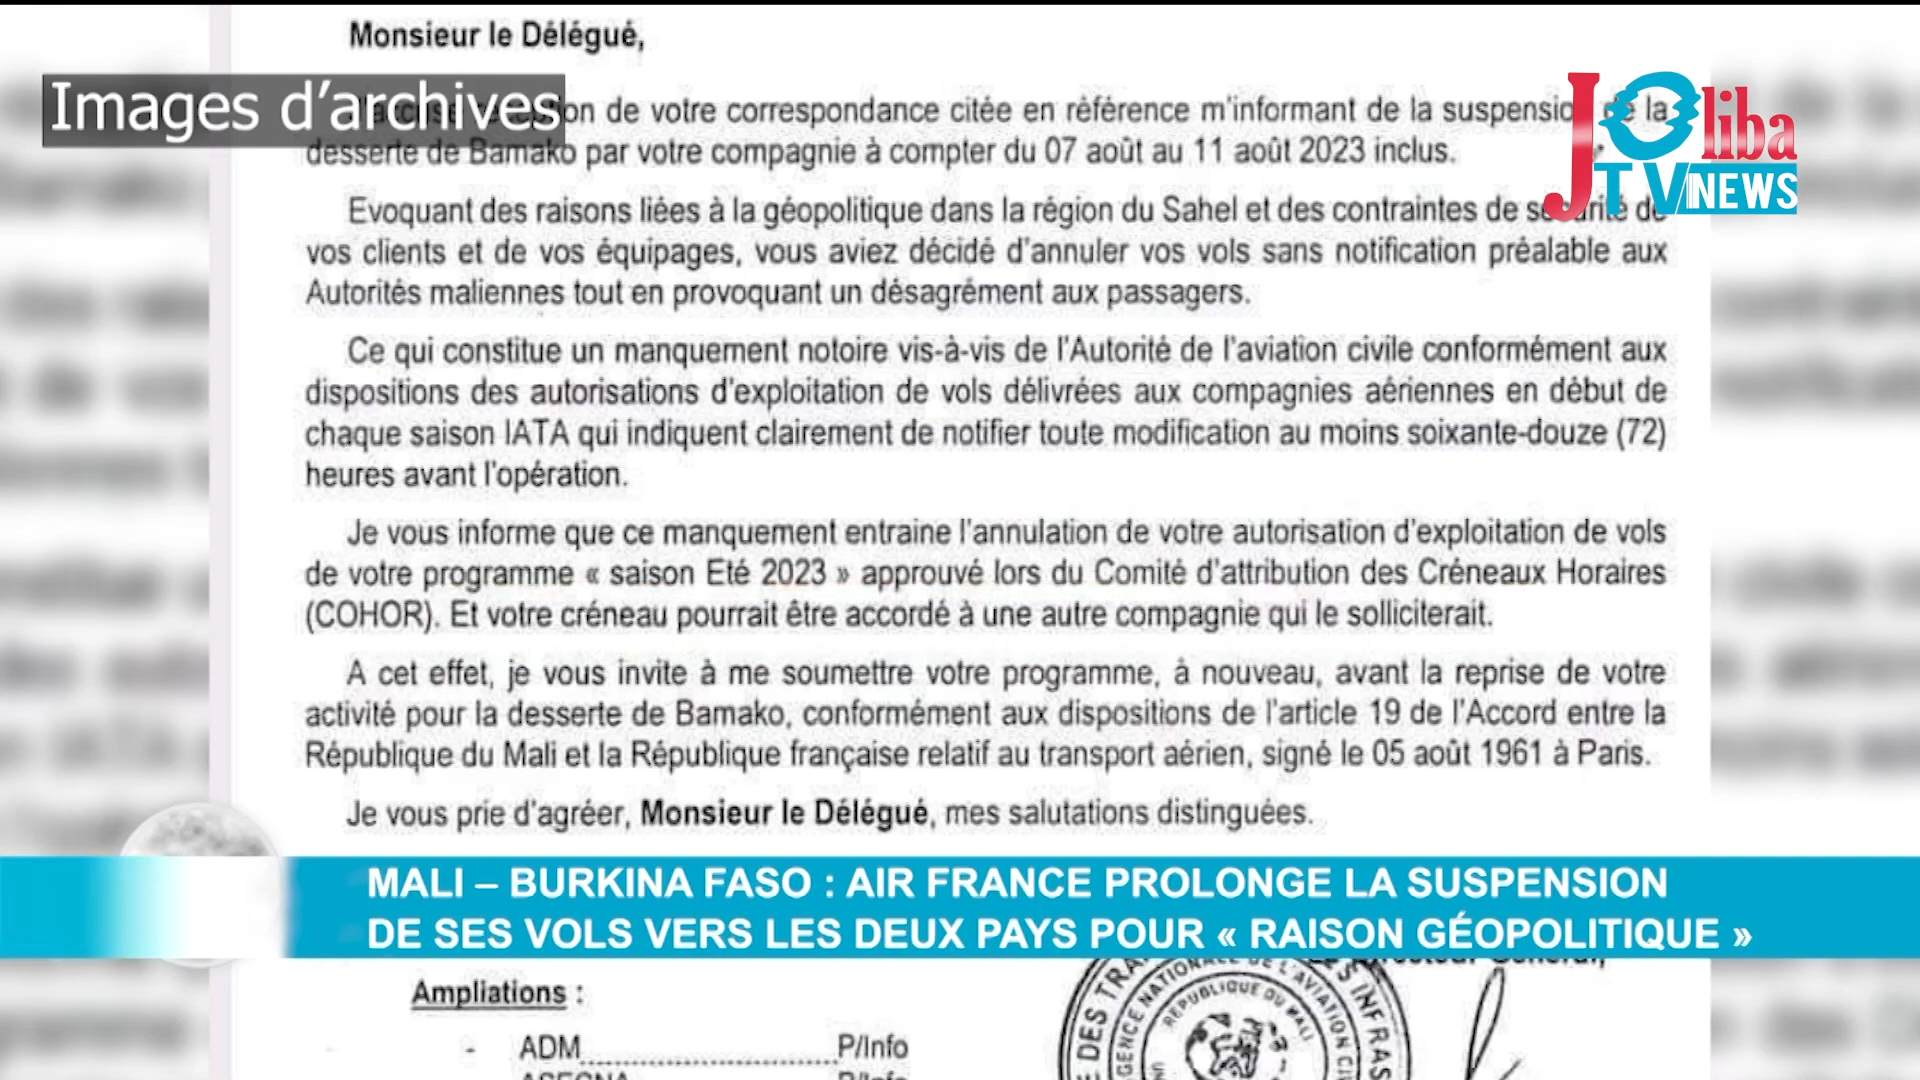 Monsieur le Délégué,
Images d’archives
de votre correspondance citée en référence m'informant de la suspension de la
desserte de Bamako par votre compagnie à compter du 07 août au 11 août 2023 inclus.
Joliba
TV NEWS
Evoquant des raisons liées à la géopolitique dans la région du Sahel et des contraintes de sécurité de
vos clients et de vos équipages, vous aviez décidé d'annuler vos vols sans notification préalable aux
Autorités maliennes tout en provoquant un désagrément aux passagers.
Ce qui constitue un manquement notoire vis-à-vis de l'Autorité de l'aviation civile conformément aux
dispositions des autorisations d'exploitation de vols délivrées aux compagnies aériennes en début de
chaque saison IATA qui indiquent clairement de notifier toute modification au moins soixante-douze (72)
heures avant l'opération.
Je vous informe que ce manquement entraine l'annulation de votre autorisation d'exploitation de vols
de votre programme « saison Eté 2023 » approuvé lors du Comité d'attribution des Créneaux Horaires
(COHOR). Et votre créneau pourrait être accordé à une autre compagnie qui le solliciterait.
A cet effet, je vous invite à me soumettre votre programme, à nouveau, avant la reprise de votre
activité pour la desserte de Bamako, conformément aux dispositions de l'article 19 de l'Accord entre la
République du Mali et la République française relatif au transport aérien, signé le 05 août 1961 à Paris.
Je vous prie d'agréer, Monsieur le Délégué, mes salutations distinguées.
MALI – BURKINA FASO : AIR FRANCE PROLONGE LA SUSPENSION
DE SES VOLS VERS LES DEUX PAYS POUR « RAISON GÉOPOLITIQUE »
Ampliations :
- ADM..............................P/Info
REPUBLIQUE DU MALI